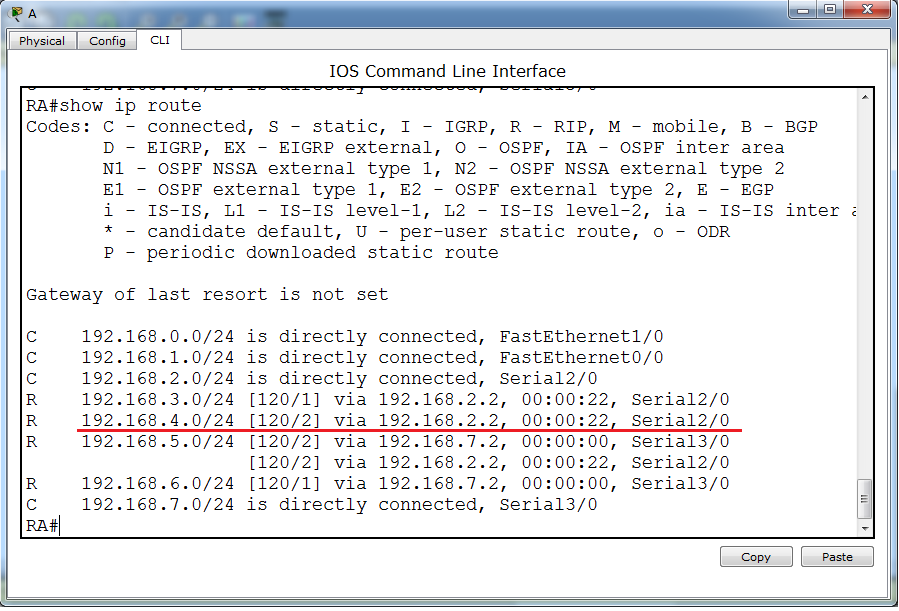 A
Physical Config CLI
IOS Command Line Interface
RA#show ip route
Codes: C - connected, S - static, I - IGRP, R - RIP, M - mobile, B - BGP
D - EIGRP, EX - EIGRP external, O - OSPF, IA - OSPF inter area
N1 - OSPF NSSA external type 1, N2 - OSPF NSSA external type 2
E1 - OSPF external type 1, E2 - OSPF external type 2, E - EGP
i - IS-IS, L1 - IS-IS level-1, L2 - IS-IS level-2, ia - IS-IS inter a
* - candidate default, U - per-user static route, o - ODR
P - periodic downloaded static route
Gateway of last resort is not set
C 192.168.0.0/24 is directly connected, FastEthernet1/0
C 192.168.1.0/24 is directly connected, FastEthernet0/0
C 192.168.2.0/24 is directly connected, Serial2/0
R 192.168.3.0/24 [120/1] via 192.168.2.2, 00:00:22, Serial2/0
R 192.168.4.0/24 [120/2] via 192.168.2.2, 00:00:22, Serial2/0
R 192.168.5.0/24 [120/2] via 192.168.7.2, 00:00:00, Serial3/0
[120/2] via 192.168.2.2, 00:00:22, Serial2/0
R 192.168.6.0/24 [120/1] via 192.168.7.2, 00:00:00, Serial3/0
C 192.168.7.0/24 is directly connected, Serial3/0
RA#
Copy Paste